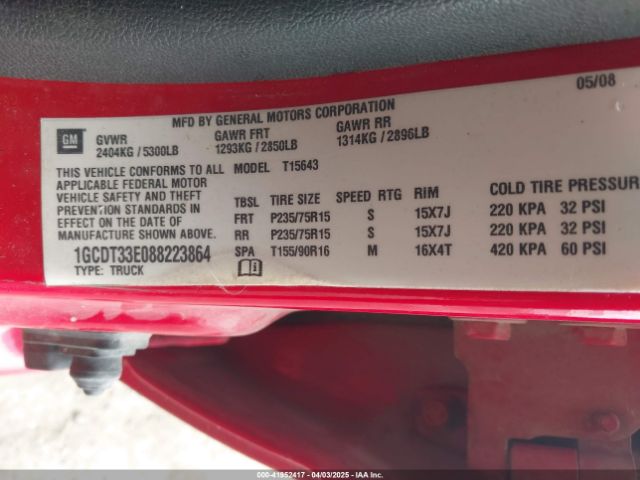 05/08
MFD BY GENERAL MOTORS CORPORATION
GM GVWR GAWR FRT GAWR RR
2404KG / 5300LB 1293KG / 2850LB 1314KG / 2896LB
THIS VEHICLE CONFORMS TO ALL MODEL T15643
APPLICABLE FEDERAL MOTOR
VEHICLE SAFETY AND THEFT
PREVENTION STANDARDS IN
EFFECT ON THE DATE OF
MANUFACTURE SHOWN ABOVE.
TBSL TIRE SIZE SPEED RTG RIM COLD TIRE PRESSUR
FRT P235/75R15 S 15X7J 220 KPA 32 PSI
RR P235/75R15 S 15X7J 220 KPA 32 PSI
SPA T155/90R16 M 16X4T 420 KPA 60 PSI
1GCDT33E088223864
TYPE: TRUCK
000-41952417 - 04/03/2025 - IAAI.COM